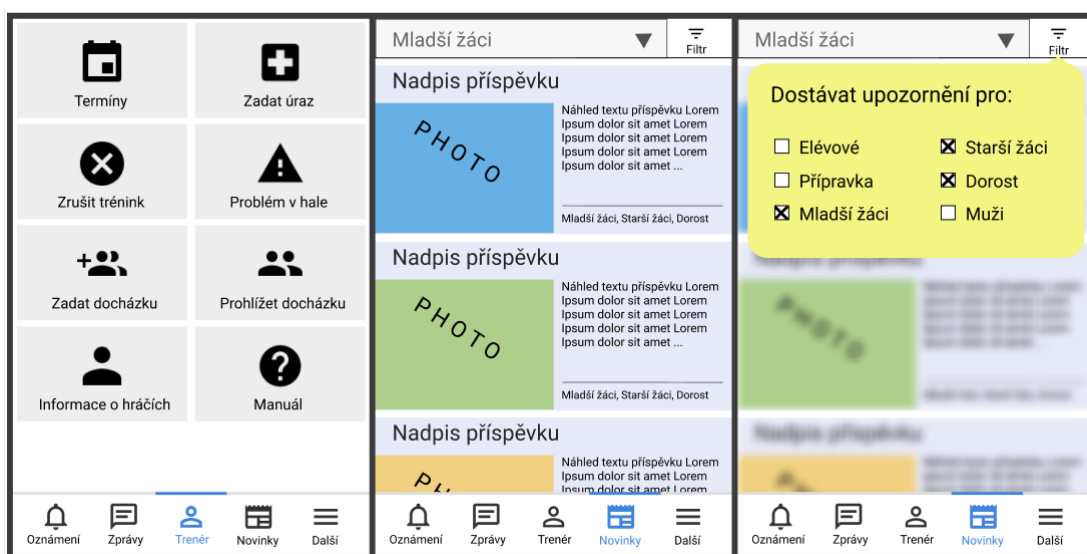 Termíny
Zadat úraz
Zrušit trénink
Problém v hale
Zadat docházku
Prohlížet docházku
Informace o hráčích
Manuál
Oznámení
Zprávy
Trenér
Novinky
Další
Mladší žáci
Filtr
Nadpis příspěvku
PHOTO
Náhled textu příspěvku Lorem
Ipsum dolor sit amet Lorem
Ipsum dolor sit amet Lorem
Ipsum dolor sit amet Lorem
Ipsum dolor sit amet ...
Mladší žáci, Starší žáci, Dorost
Nadpis příspěvku
PHOTO
Náhled textu příspěvku Lorem
Ipsum dolor sit amet Lorem
Ipsum dolor sit amet Lorem
Ipsum dolor sit amet Lorem
Ipsum dolor sit amet ...
Mladší žáci, Starší žáci, Dorost
Nadpis příspěvku
Náhled textu příspěvku Lorem
Ipsum dolor sit amet Lorem
Oznámení
Zprávy
Trenér
Novinky
Další
Mladší žáci
Filtr
Dostávat upozornění pro:
Elévové
Starší žáci
Přípravka
Dorost
Mladší žáci
Muži
Oznámení
Zprávy
Trenér
Novinky
Další